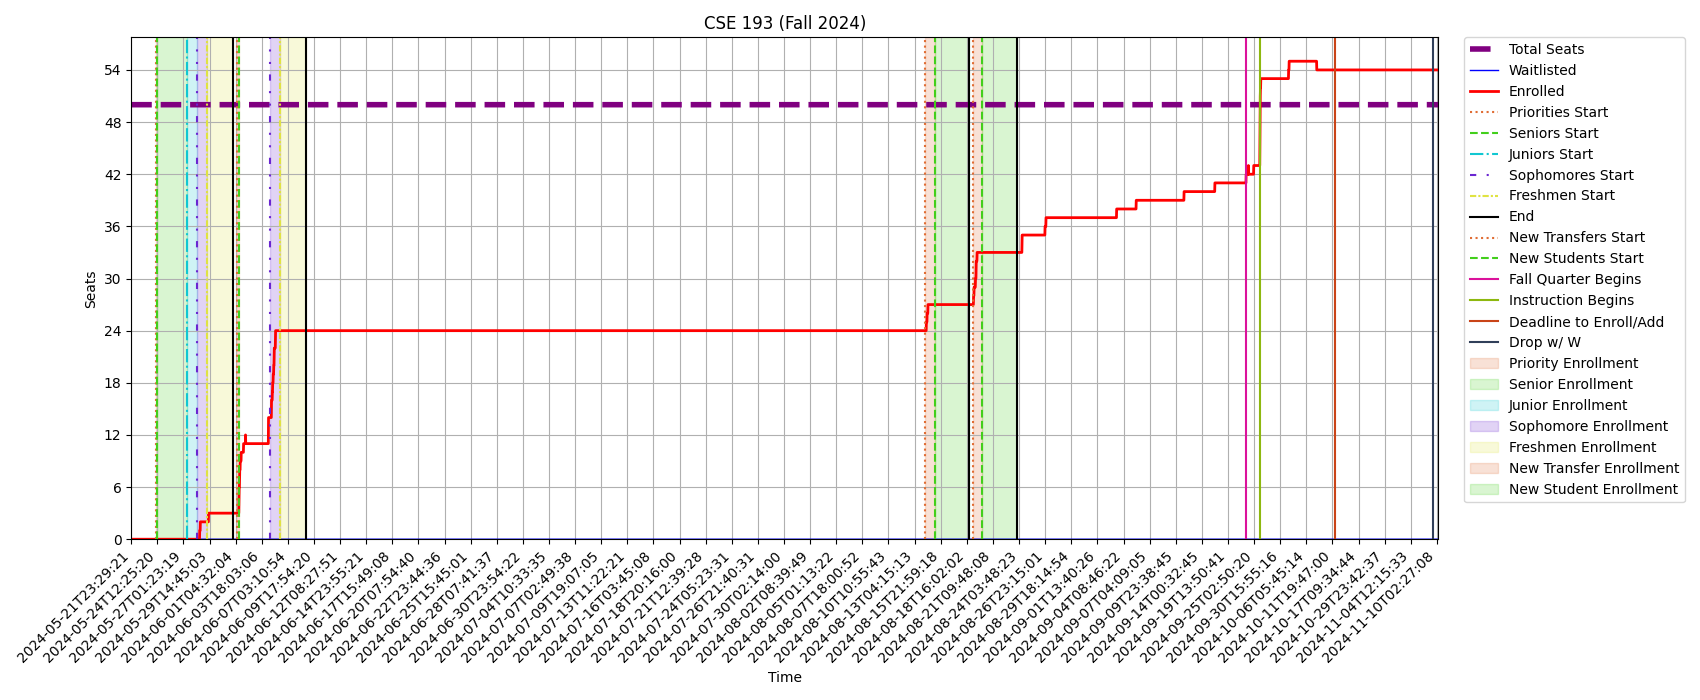 CSE 193 (Fall 2024)
Seats
54
48
42
36
30
24
18
12
6
0
2024-05-21T23:29:21
2024-05-24T12:25:20
2024-05-27T01:23:19
2024-05-29T14:45:03
2024-06-01T04:32:04
2024-06-03T18:03:06
2024-06-07T03:10:54
2024-06-09T17:54:20
2024-06-12T08:27:51
2024-06-14T23:55:21
2024-06-17T15:49:08
2024-06-20T07:54:40
2024-06-22T23:44:36
2024-06-25T15:45:01
2024-06-28T07:41:37
2024-06-30T23:54:22
2024-07-04T10:33:35
2024-07-07T02:49:38
2024-07-09T19:07:05
2024-07-13T11:22:21
2024-07-16T03:45:08
2024-07-18T20:16:00
2024-07-21T12:39:28
2024-07-24T05:23:31
2024-07-26T21:40:31
2024-07-30T02:14:00
2024-08-02T17:18:01
2024-08-05T08:39:49
2024-08-08T01:13:22
2024-08-10T18:00:52
2024-08-10T10:55:43
2024-08-13T04:15:13
2024-08-15T21:59:18
2024-08-18T16:02:02
2024-08-21T09:48:08
2024-08-24T03:48:23
2024-08-26T23:15:01
2024-08-29T18:14:54
2024-09-01T13:40:26
2024-09-04T08:46:22
2024-09-07T04:09:05
2024-09-09T23:38:45
2024-09-14T00:32:45
2024-09-19T13:50:41
2024-09-25T02:50:20
2024-09-30T15:55:16
2024-10-06T05:45:14
2024-10-11T19:47:00
2024-10-17T09:34:44
2024-10-29T23:42:37
2024-11-04T12:15:33
2024-11-10T02:27:08
Time
Total Seats
Waitlisted
Enrolled
Priorities Start
Seniors Start
Juniors Start
Sophomores Start
Freshmen Start
End
New Transfers Start
New Students Start
Fall Quarter Begins
Instruction Begins
Deadline to Enroll/Add
Drop w/ W
Priority Enrollment
Senior Enrollment
Junior Enrollment
Sophomore Enrollment
Freshmen Enrollment
New Transfer Enrollment
New Student Enrollment